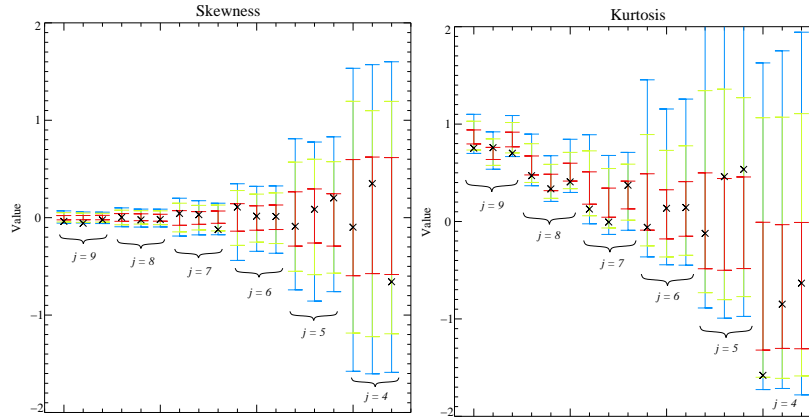 Skewness
Value
2
1
0
−1
−2
j = 9
j = 8
j = 7
j = 6
j = 5
j = 4
Kurtosis
Value
2
1
0
−1
−2
j = 9
j = 8
j = 7
j = 6
j = 5
j = 4